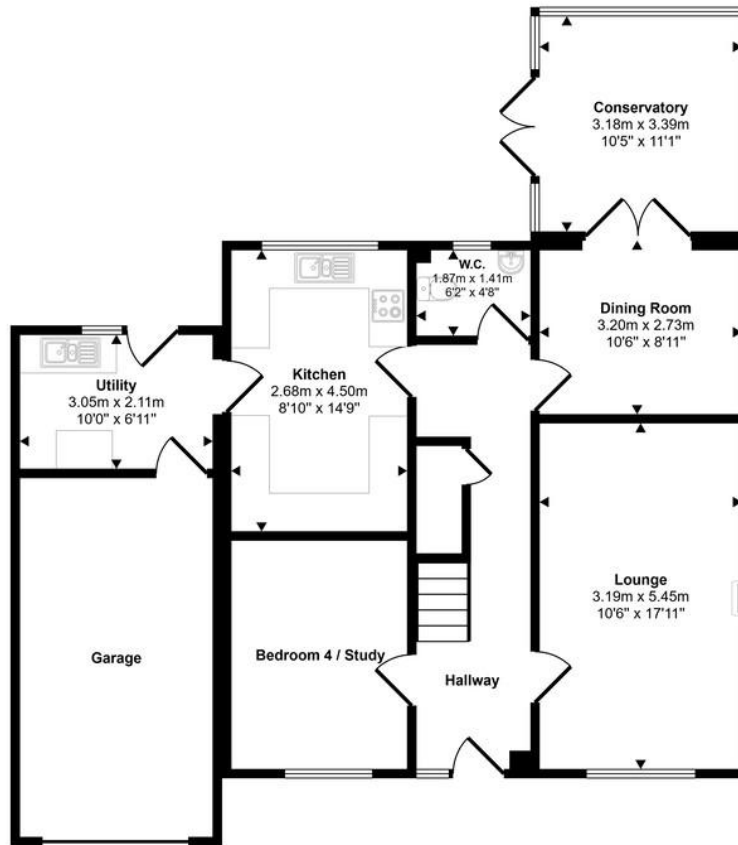 Conservatory
3.18m x 3.39m
10'5" x 11'1"
W.C.
1.87m x 1.41m
6'2" x 4'8"
Dining Room
3.20m x 2.73m
10'6" x 8'11"
Kitchen
2.68m x 4.50m
8'10" x 14'9"
Utility
3.05m x 2.11m
10'0" x 6'11"
Lounge
3.19m x 5.45m
10'6" x 17'11"
Garage
Bedroom 4 / Study
Hallway